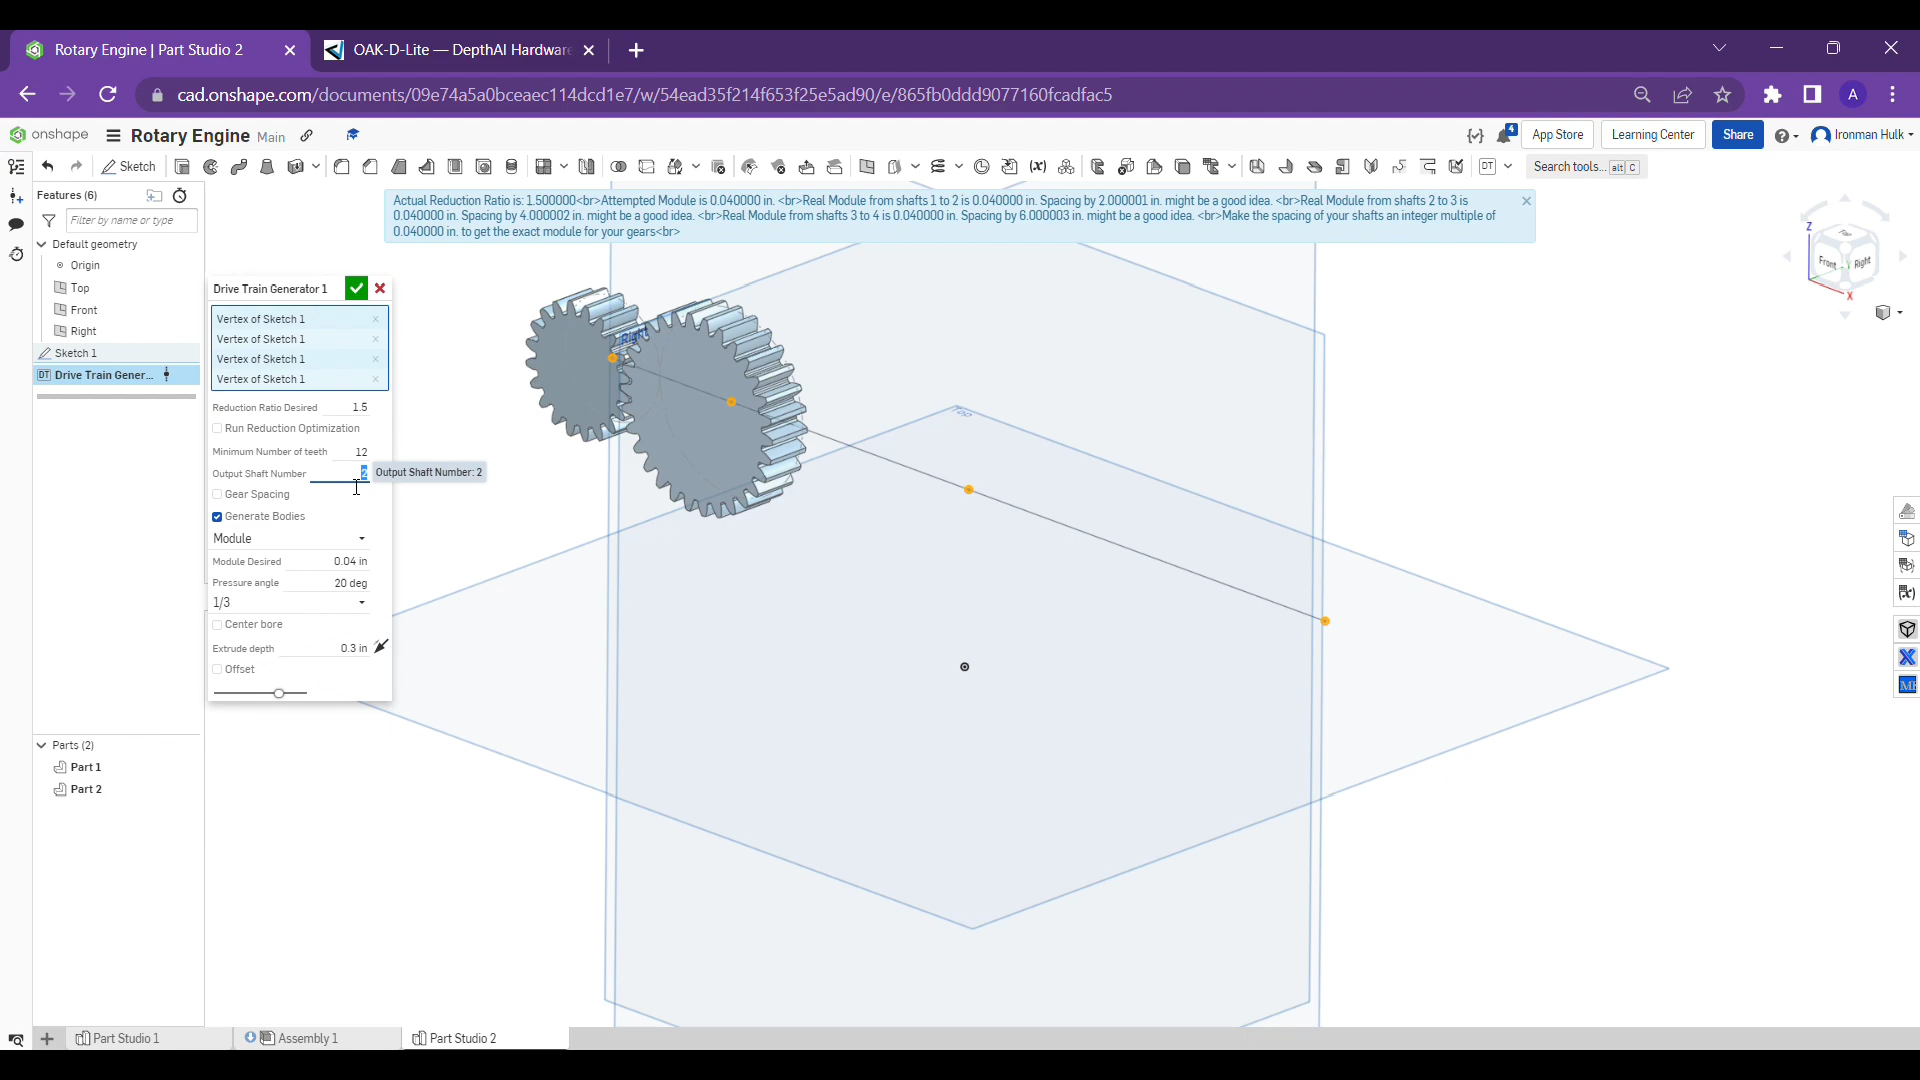 Rotary Engine | Part Studio 2
OAK-D-Lite — DepthAI Hardware
cad.onshape.com/documents/09e74a5a0bceaec114dcd1e7/w/54ead35f214f653f25e5ad90/e/865fb0ddd9077160fcadfac5
A
onshape
Rotary Engine Main
4
App Store
Learning Center
Share
Ironman Hulk
Sketch
(x)
DT
Search tools... alt C
Features (6)
Filter by name or type
Default geometry
Origin
Top
Front
Right
Sketch 1
DT Drive Train Gener...
Actual Reduction Ratio is: 1.500000<br>Attempted Module is 0.040000 in. <br>Real Module from shafts 1 to 2 is 0.040000 in. Spacing by 2.000001 in. might be a good idea. <br>Real Module from shafts 2 to 3 is
0.040000 in. Spacing by 4.000002 in. might be a good idea. <br>Real Module from shafts 3 to 4 is 0.040000 in. Spacing by 6.000003 in. might be a good idea. <br>Make the spacing of your shafts an integer multiple of
0.040000 in. to get the exact module for your gears<br>
Drive Train Generator 1
Vertex of Sketch 1
Vertex of Sketch 1
Vertex of Sketch 1
Vertex of Sketch 1
Reduction Ratio Desired 1.5
Run Reduction Optimization
Minimum Number of teeth 12
Output Shaft Number 2
Output Shaft Number: 2
Gear Spacing
Generate Bodies
Module
Module Desired 0.04 in
Pressure angle 20 deg
1/3
Center bore
Extrude depth 0.3 in
Offset
Right
Top
Z
Top
Front
Right
X
Parts (2)
Part 1
Part 2
Part Studio 1
Assembly 1
Part Studio 2